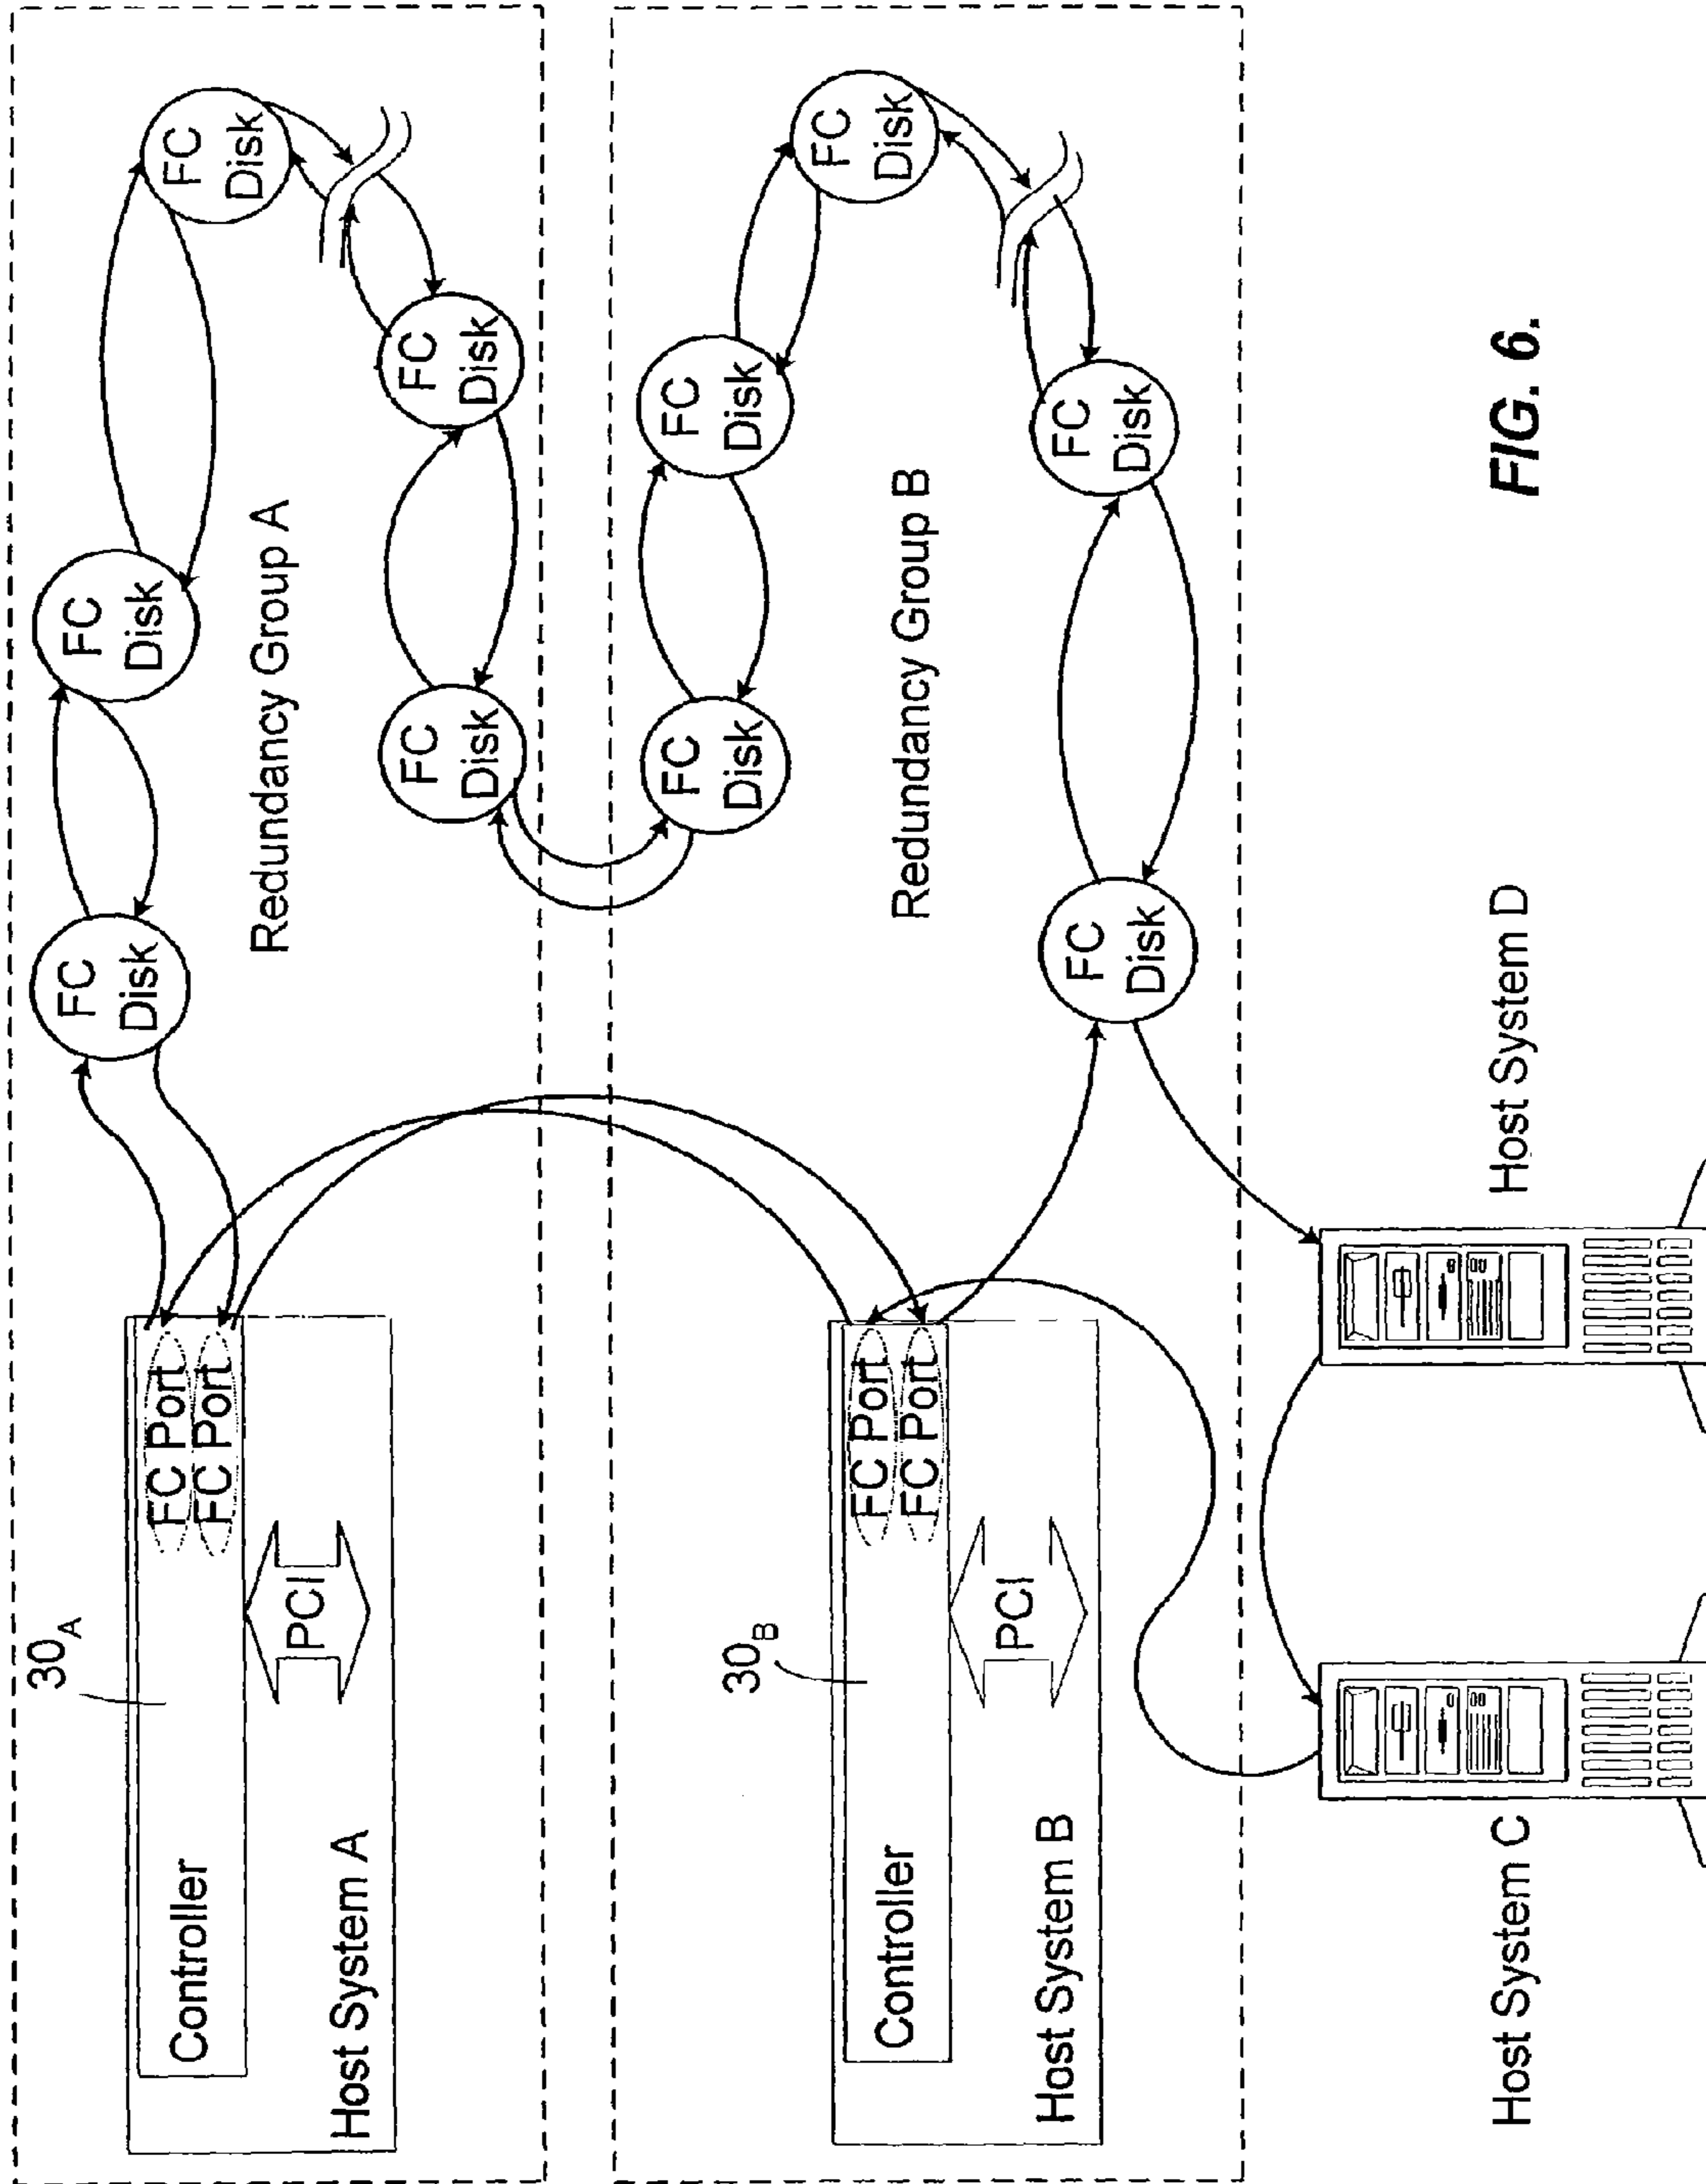 30A
Controller
FC Port
FC Port
PCI
Host System A
FC
Disk
FC
Disk
FC
Disk
Redundancy Group A
FC
Disk
FC
Disk
30B
Controller
FC Port
FC Port
PCI
Host System B
FC
Disk
FC
Disk
FC
Disk
Redundancy Group B
FC
Disk
FC
Disk
Host System C
Host System D
FIG. 6.